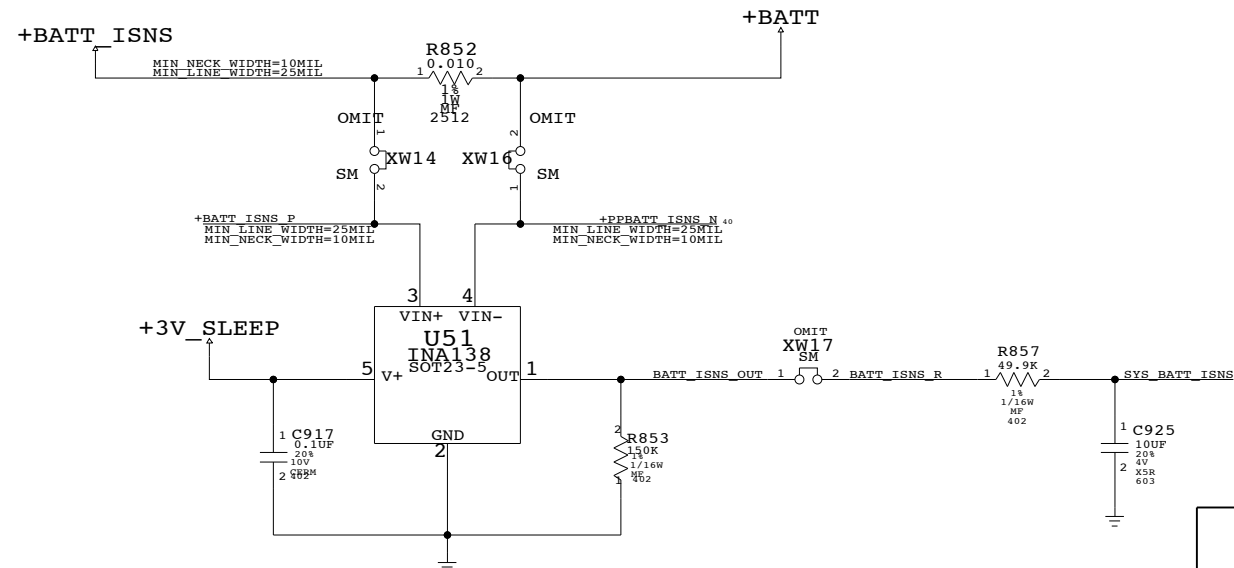 +BATT
+BATT_ISNS
R852
0.010
MIN_NECK_WIDTH=10MIL
MIN_LINE_WIDTH=25MIL
1
2
1%
1W
MF
2512
OMIT
OMIT
1
2
XW14
XW16
SM
SM
2
1
+BATT_ISNS_P
MIN_LINE_WIDTH=25MIL
MIN_NECK_WIDTH=10MIL
+PPBATT_ISNS_N 40
MIN_LINE_WIDTH=25MIL
MIN_NECK_WIDTH=10MIL
3
4
VIN+
VIN-
+3V_SLEEP
U51
INA138
SOT23-5
5
V+
OUT
1
GND
2
OMIT
XW17
SM
BATT_ISNS_OUT
1
2
BATT_ISNS_R
R857
49.9K
1
2
1%
1/16W
MF
402
SYS_BATT_ISNS
1
C917
0.1UF
20%
10V
CERM
402
2
2
R853
150K
1%
1/16W
MF
402
1
1
C925
10UF
20%
4V
X5R
603
2